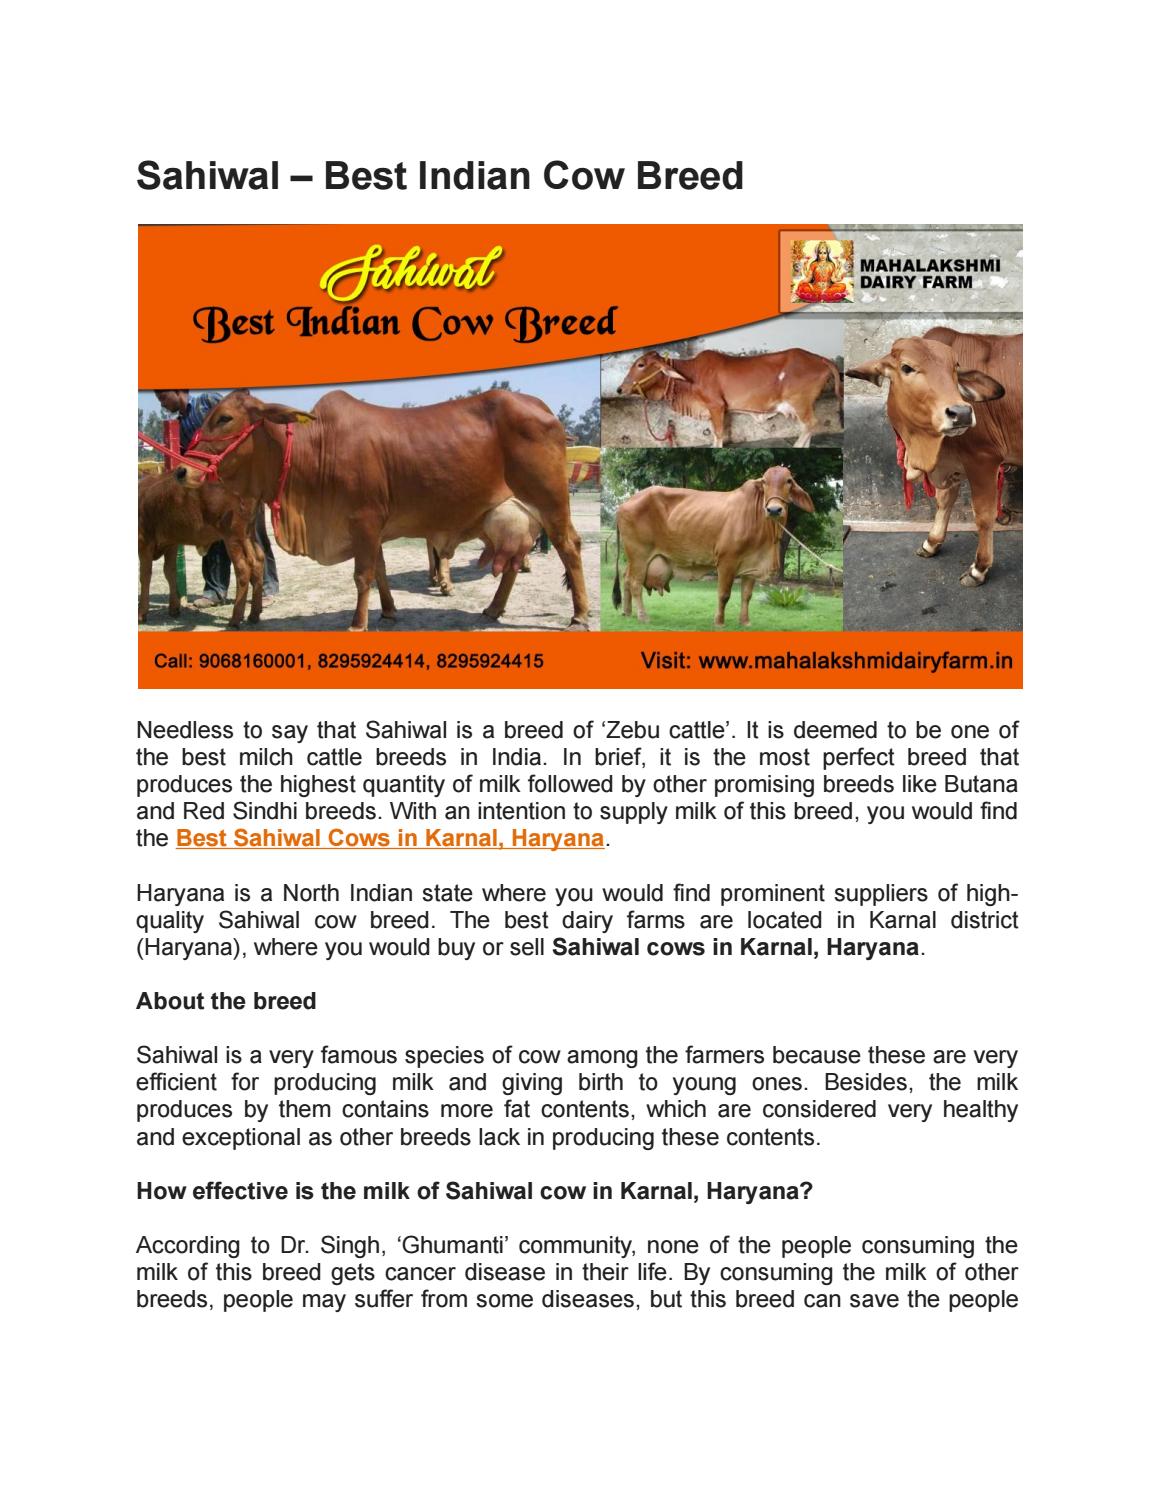 Sahiwal – Best Indian Cow Breed
Sahiwal
Best Indian Cow Breed
MAHALAKSHMI
DAIRY FARM
Call: 9068160001, 8295924414, 8295924415
Visit: www.mahalakshmidairyfarm.in
Needless to say that Sahiwal is a breed of ‘Zebu cattle’. It is deemed to be one of
the best milch cattle breeds in India. In brief, it is the most perfect breed that
produces the highest quantity of milk followed by other promising breeds like Butana
and Red Sindhi breeds. With an intention to supply milk of this breed, you would find
the Best Sahiwal Cows in Karnal, Haryana.
Haryana is a North Indian state where you would find prominent suppliers of high-
quality Sahiwal cow breed. The best dairy farms are located in Karnal district
(Haryana), where you would buy or sell Sahiwal cows in Karnal, Haryana.
About the breed
Sahiwal is a very famous species of cow among the farmers because these are very
efficient for producing milk and giving birth to young ones. Besides, the milk
produces by them contains more fat contents, which are considered very healthy
and exceptional as other breeds lack in producing these contents.
How effective is the milk of Sahiwal cow in Karnal, Haryana?
According to Dr. Singh, ‘Ghumanti’ community, none of the people consuming the
milk of this breed gets cancer disease in their life. By consuming the milk of other
breeds, people may suffer from some diseases, but this breed can save the people